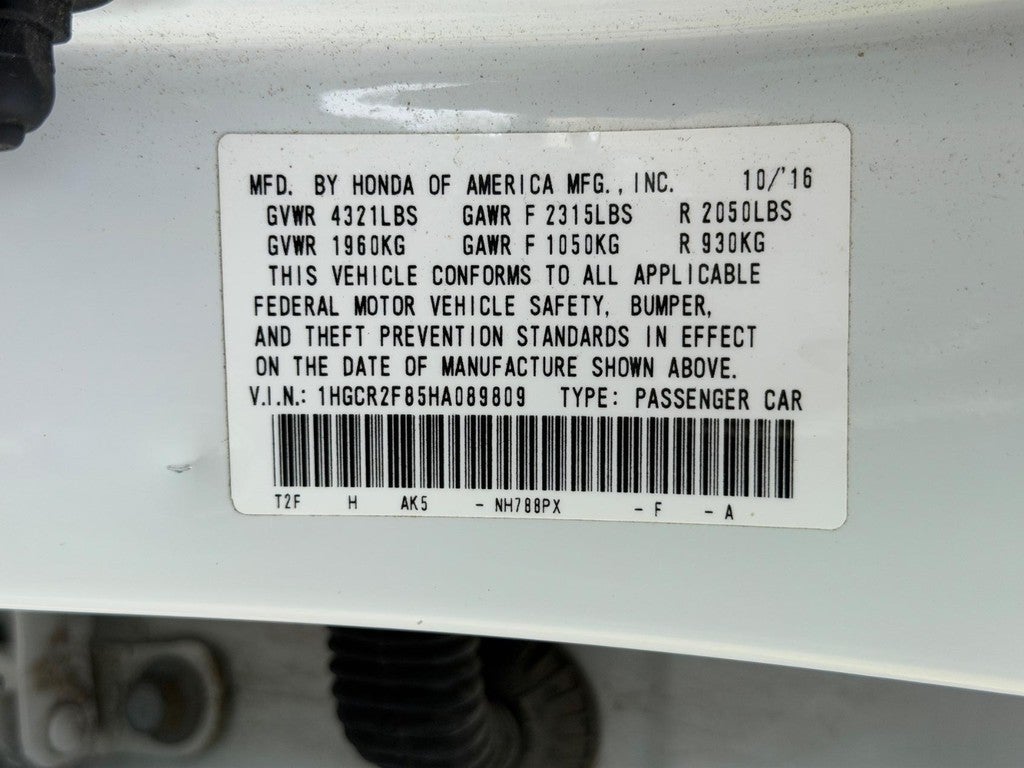 MFD. BY HONDA OF AMERICA MFG., INC. 10/'16
GVWR 4321LBS GAWR F 2315LBS R 2050LBS
GVWR 1960KG GAWR F 1050KG R 930KG
THIS VEHICLE CONFORMS TO ALL APPLICABLE
FEDERAL MOTOR VEHICLE SAFETY, BUMPER,
AND THEFT PREVENTION STANDARDS IN EFFECT
ON THE DATE OF MANUFACTURE SHOWN ABOVE.
V.I.N.: 1HGCR2F85HA089809 TYPE: PASSENGER CAR
T2F H AK5 - NH788PX - F - A